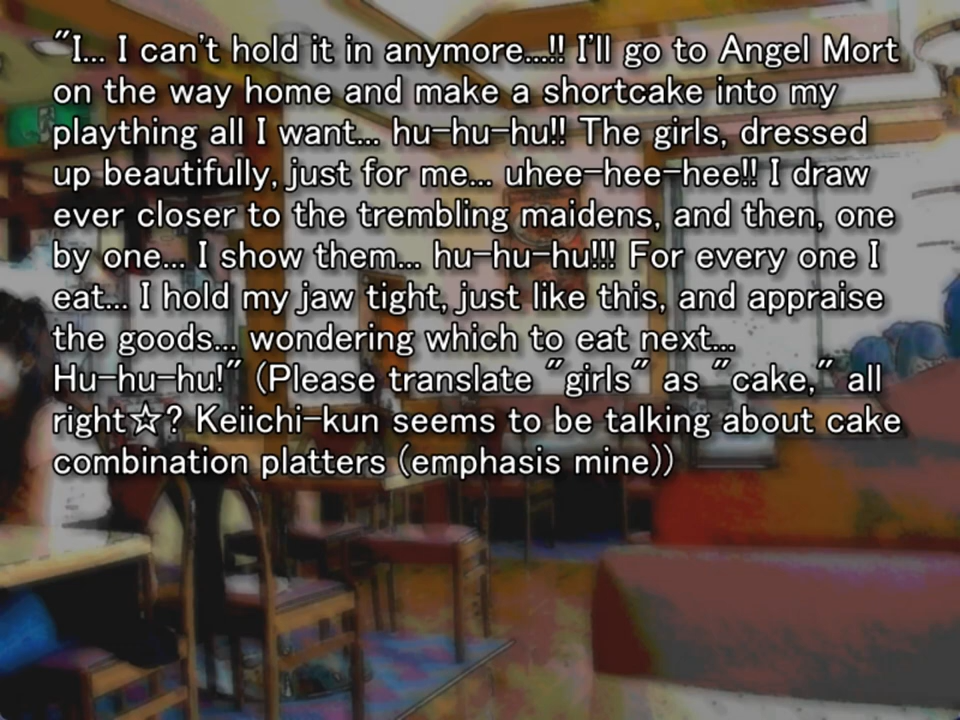 "I... I can't hold it in anymore...!! I'll go to Angel Mort
on the way home and make a shortcake into my
plaything all I want... hu-hu-hu!! The girls, dressed
up beautifully, just for me... uhee-hee-hee!! I draw
ever closer to the trembling maidens, and then, one
by one... I show them... hu-hu-hu!!! For every one I
eat... I hold my jaw tight, just like this, and appraise
the goods... wondering which to eat next...
Hu-hu-hu!" (Please translate "girls" as "cake," all
right☆? Keiichi-kun seems to be talking about cake
combination platters (emphasis mine))